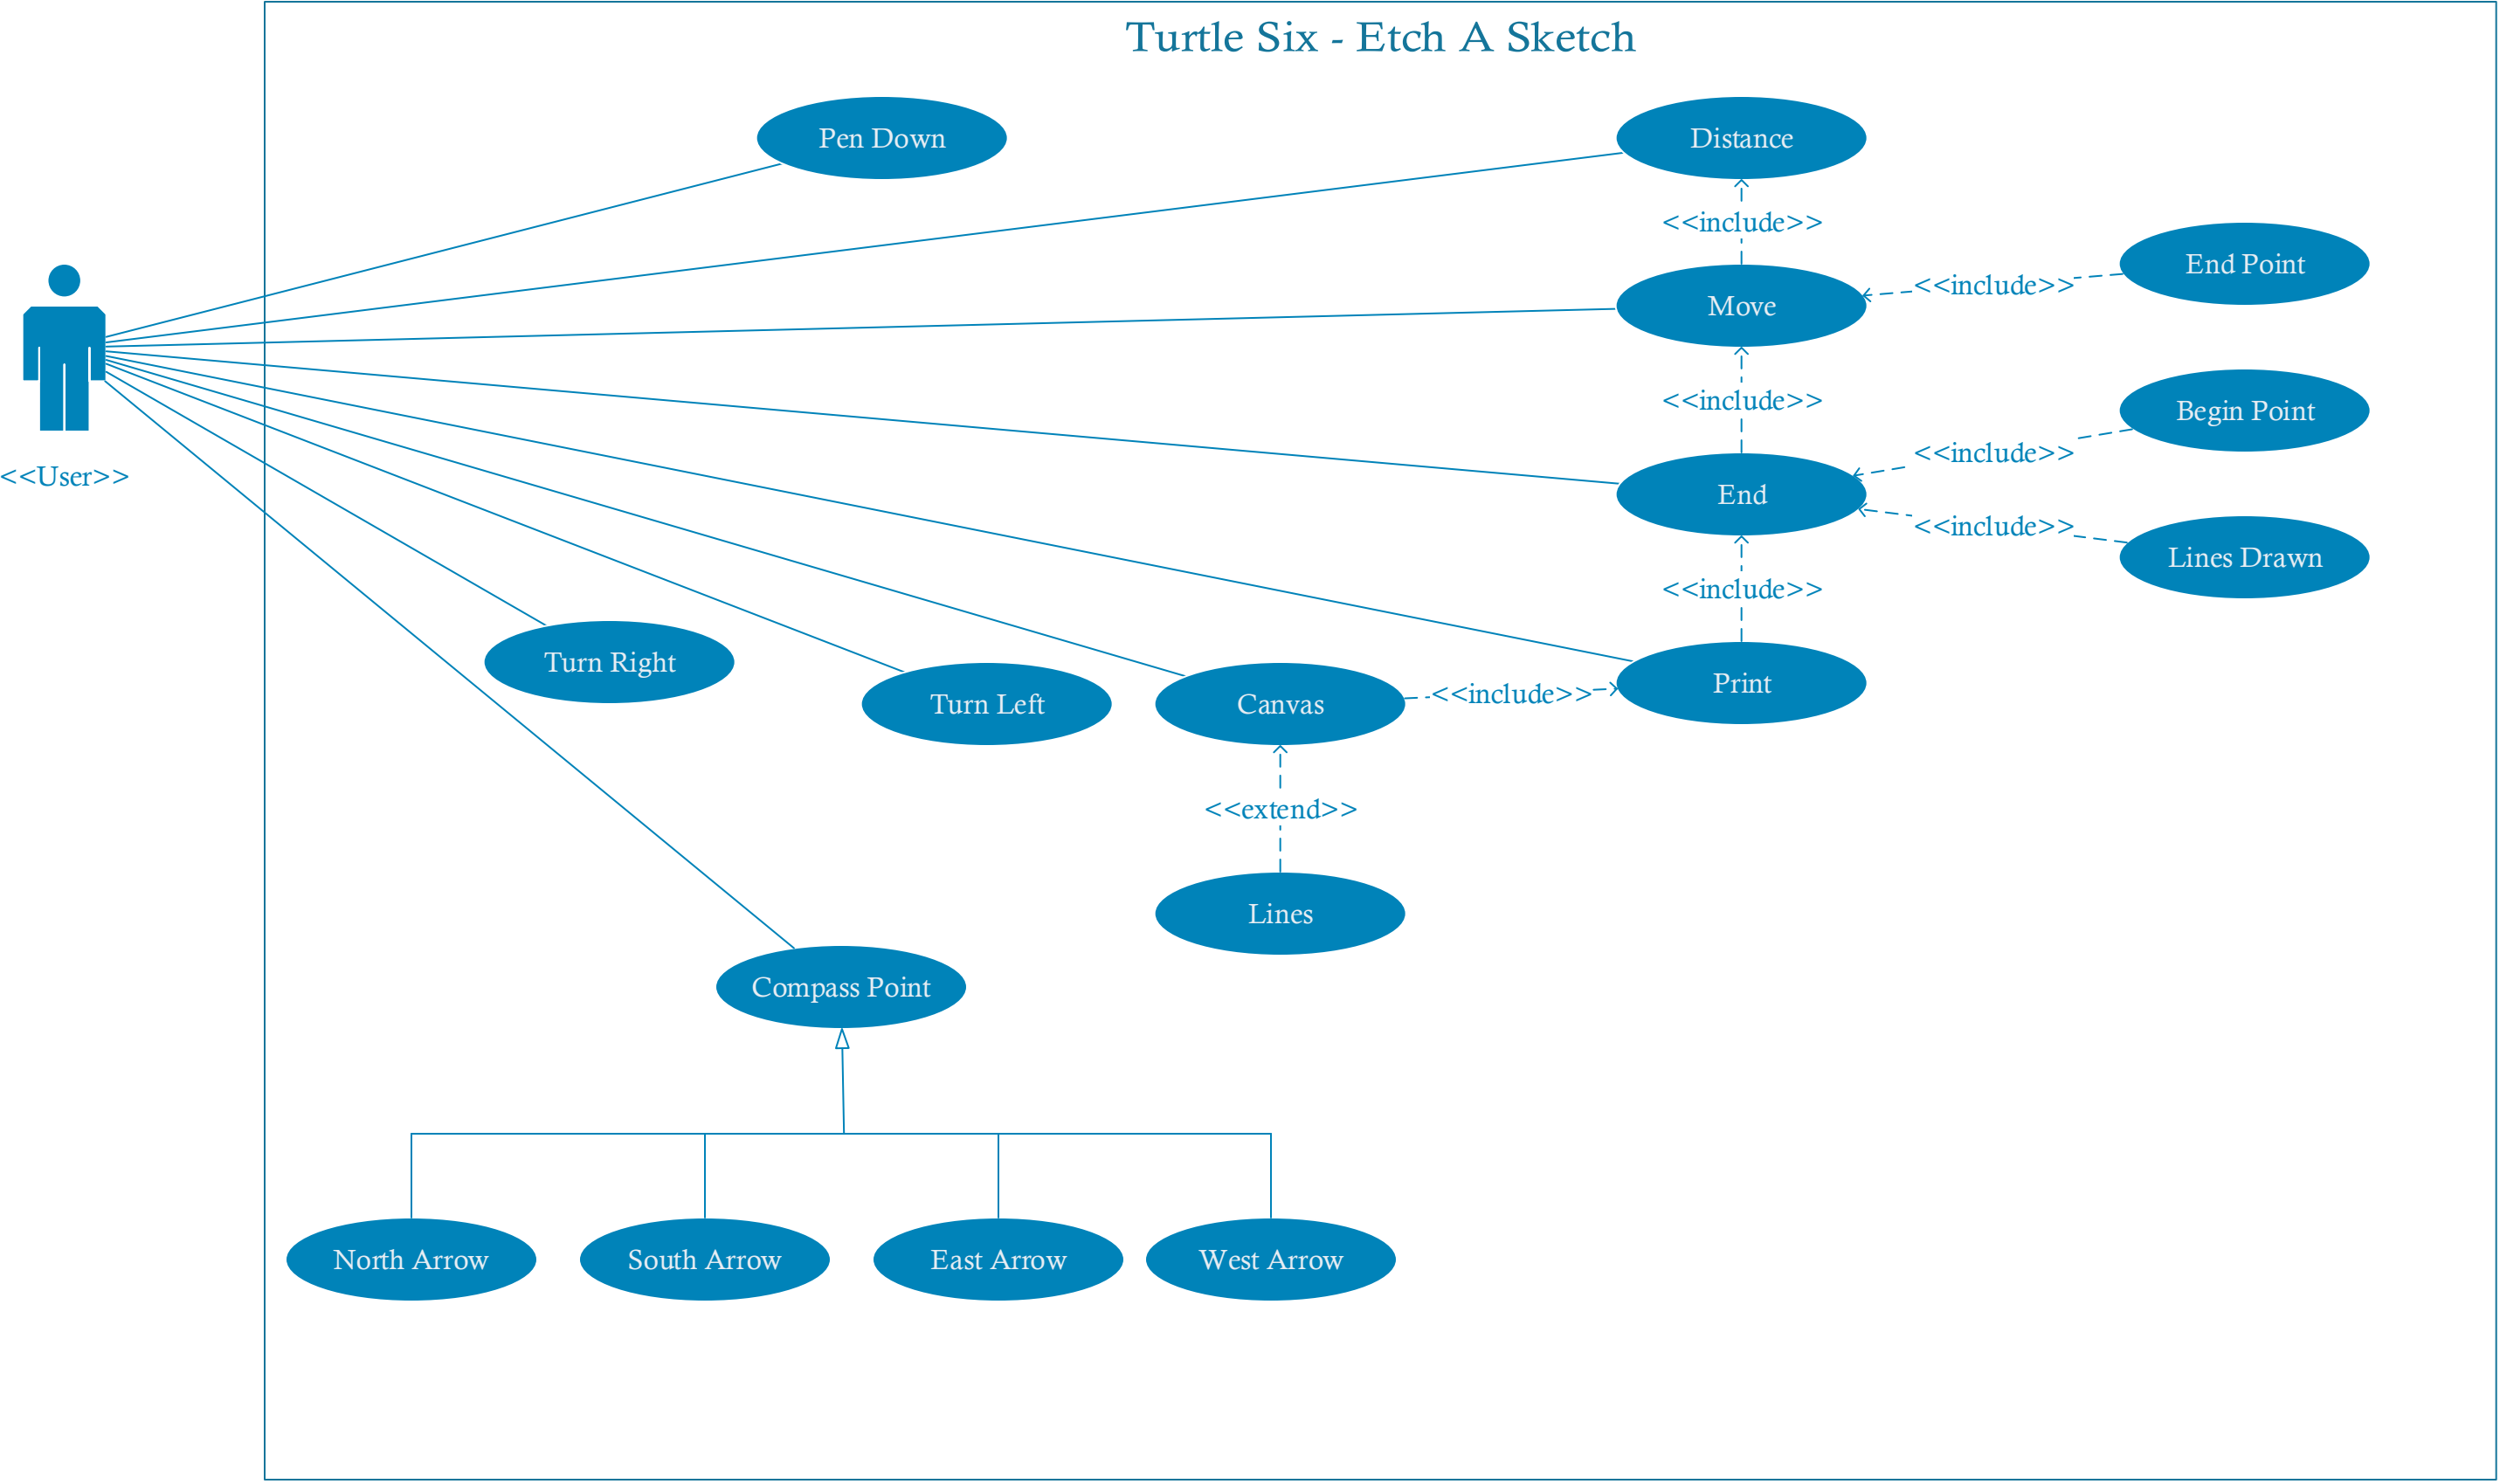 Turtle Six - Etch A Sketch
Pen Down
Distance
<<include>>
End Point
Move
<<include>>
<<include>>
Begin Point
<<User>>
End
<<include>>
<<include>>
Lines Drawn
<<include>>
Turn Right
Turn Left
Canvas
<<include>>
Print
<<extend>>
Lines
Compass Point
North Arrow
South Arrow
East Arrow
West Arrow